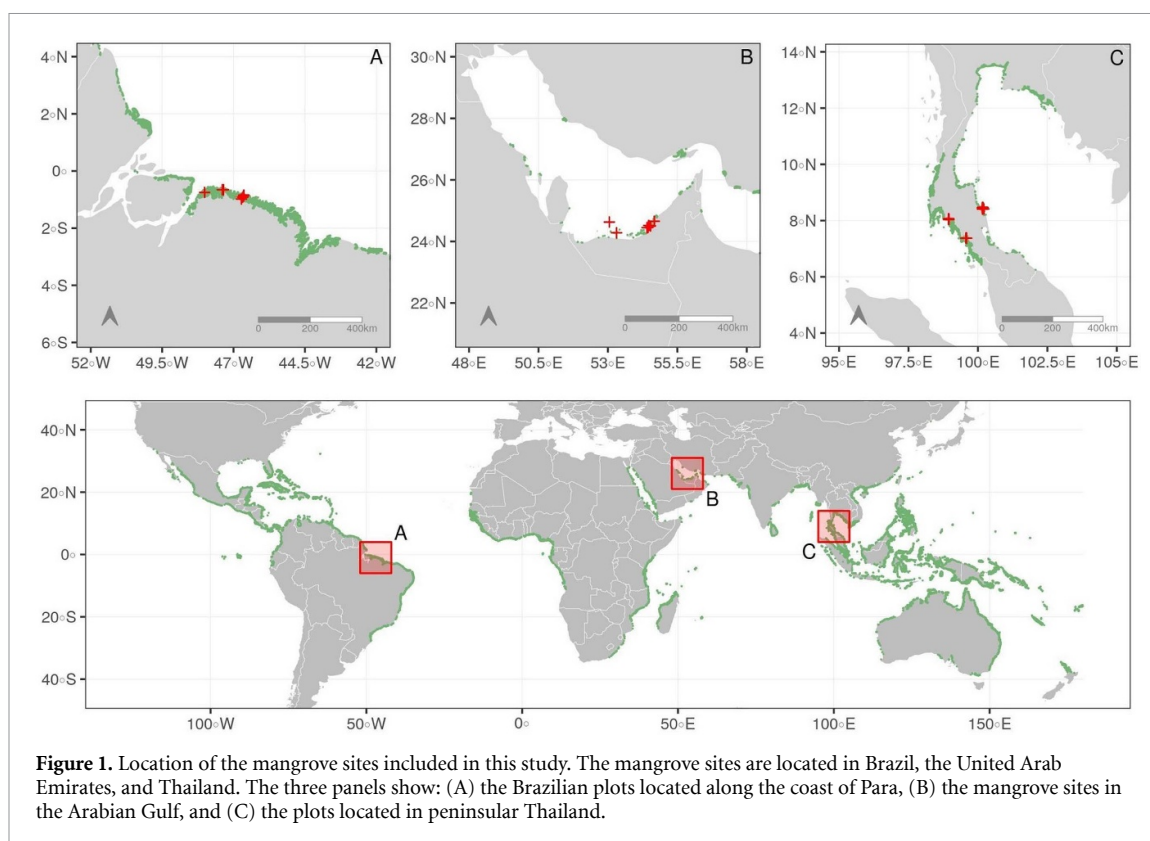 A
4∘N
2∘N
0∘
2∘S
4∘S
6∘S
52∘W 49.5∘W 47∘W 44.5∘W 42∘W
0 200 400km
B
30∘N
28∘N
26∘N
24∘N
22∘N
48∘E 50.5∘E 53∘E 55.5∘E 58∘E
0 200 400km
C
14∘N
12∘N
10∘N
8∘N
6∘N
4∘N
95∘E 97.5∘E 100∘E 102.5∘E 105∘E
0 200 400km
40∘N
20∘N
0∘
20∘S
40∘S
A
B
C
100∘W 50∘W 0∘ 50∘E 100∘E 150∘E
Figure 1. Location of the mangrove sites included in this study. The mangrove sites are located in Brazil, the United Arab
Emirates, and Thailand. The three panels show: (A) the Brazilian plots located along the coast of Para, (B) the mangrove sites in
the Arabian Gulf, and (C) the plots located in peninsular Thailand.